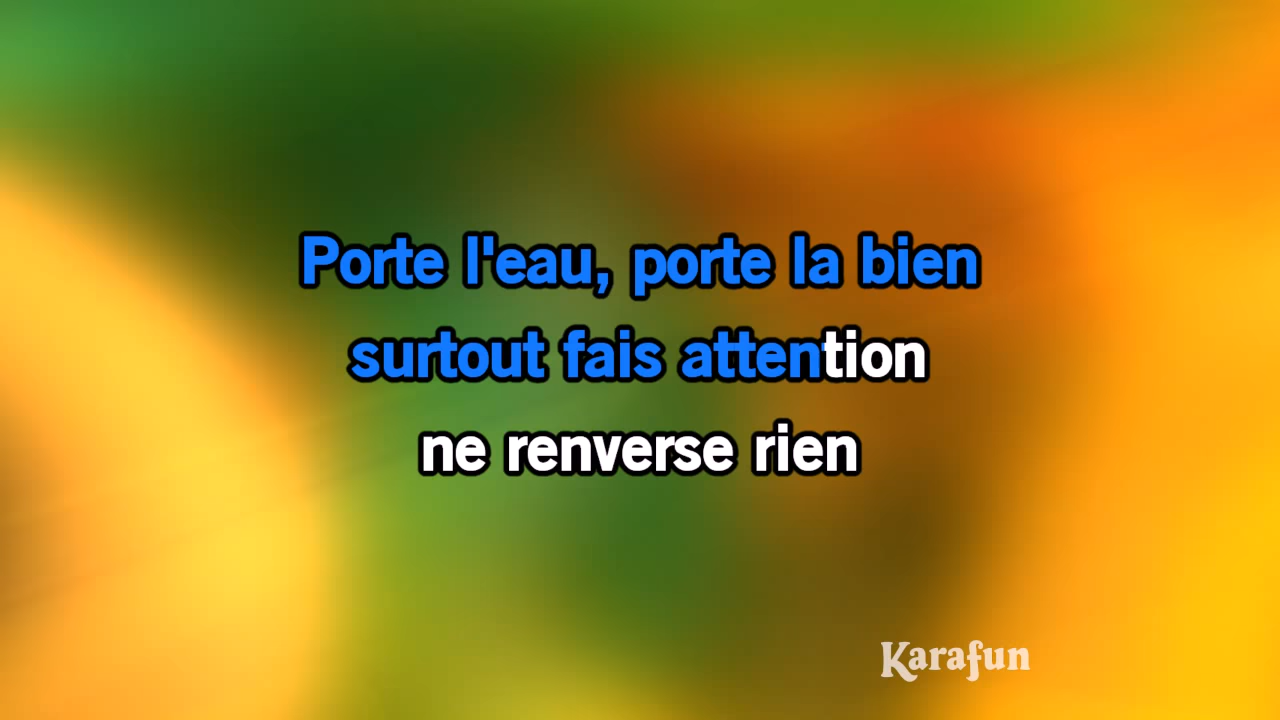 Porte l'eau, porte la bien
surtout fais attention
ne renverse rien
Karafun